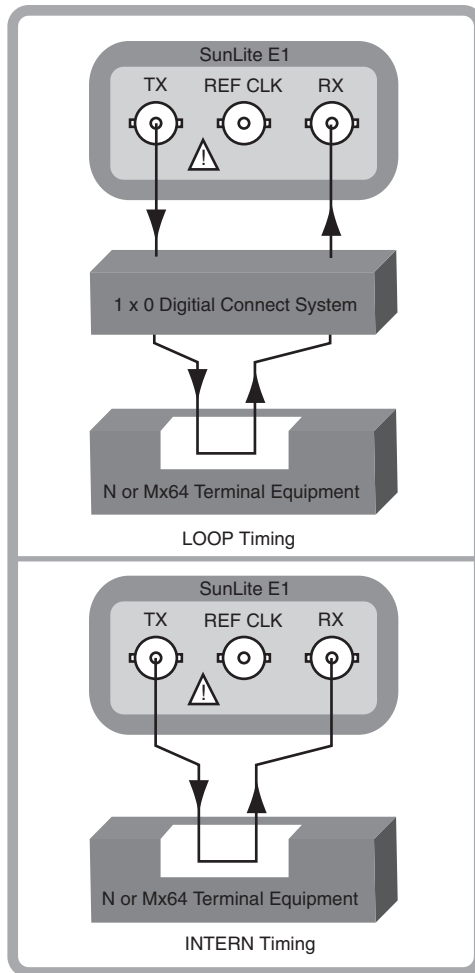 SunLite E1
TX REF CLK RX
!
1 x 0 Digitial Connect System
N or Mx64 Terminal Equipment
LOOP Timing
SunLite E1
TX REF CLK RX
!
N or Mx64 Terminal Equipment
INTERN Timing